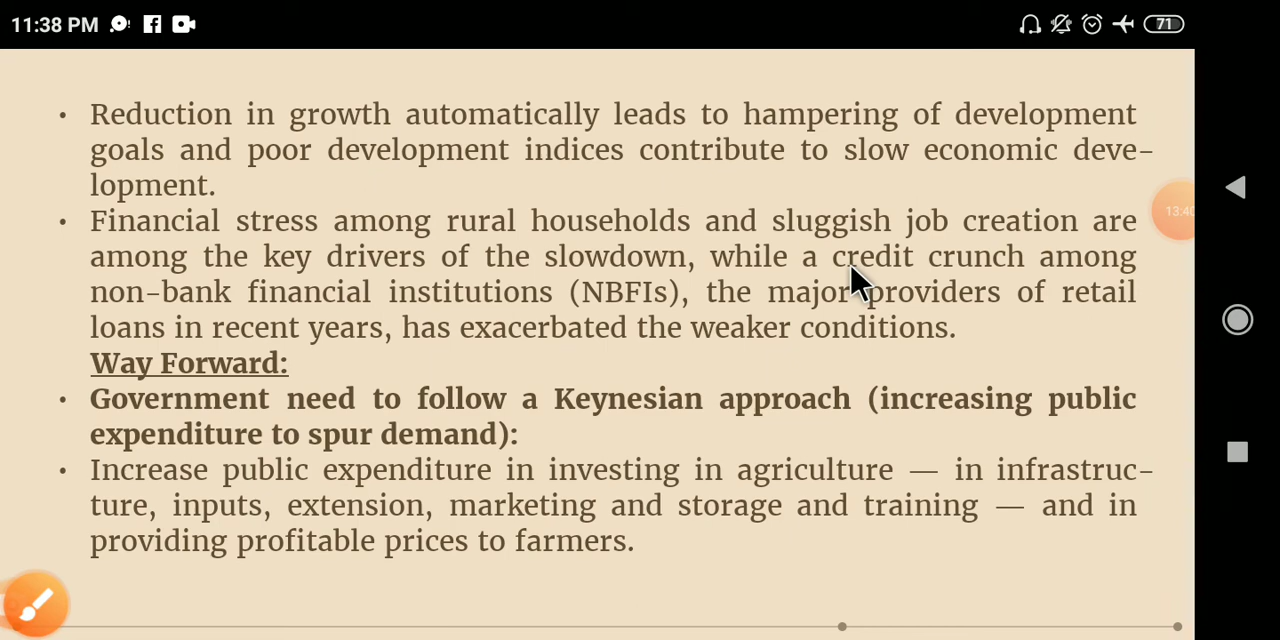 11:38 PM
71
• Reduction in growth automatically leads to hampering of development
goals and poor development indices contribute to slow economic deve-
lopment.
• Financial stress among rural households and sluggish job creation are
among the key drivers of the slowdown, while a credit crunch among
non-bank financial institutions (NBFIs), the major providers of retail
loans in recent years, has exacerbated the weaker conditions.
Way Forward:
• Government need to follow a Keynesian approach (increasing public
expenditure to spur demand):
• Increase public expenditure in investing in agriculture — in infrastruc-
ture, inputs, extension, marketing and storage and training — and in
providing profitable prices to farmers.